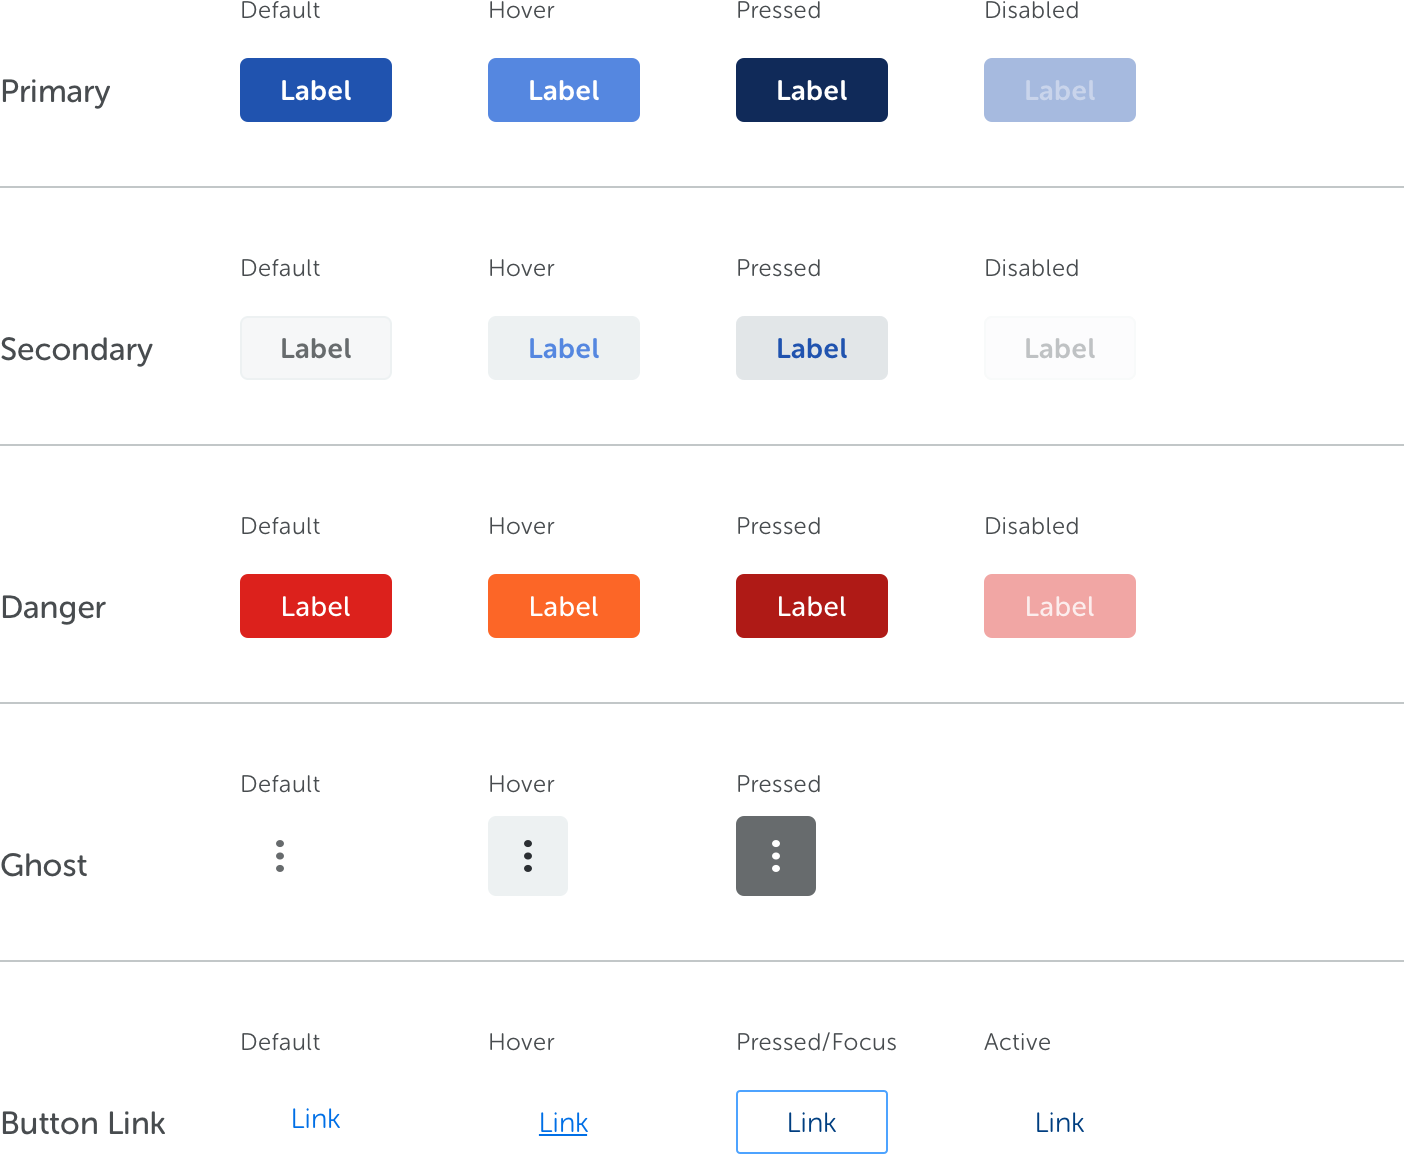 Default Hover Pressed Disabled
Primary Label Label Label Label
Default Hover Pressed Disabled
Secondary Label Label Label Label
Default Hover Pressed Disabled
Danger Label Label Label Label
Default Hover Pressed
Ghost
Default Hover Pressed/Focus Active
Button Link Link Link Link Link